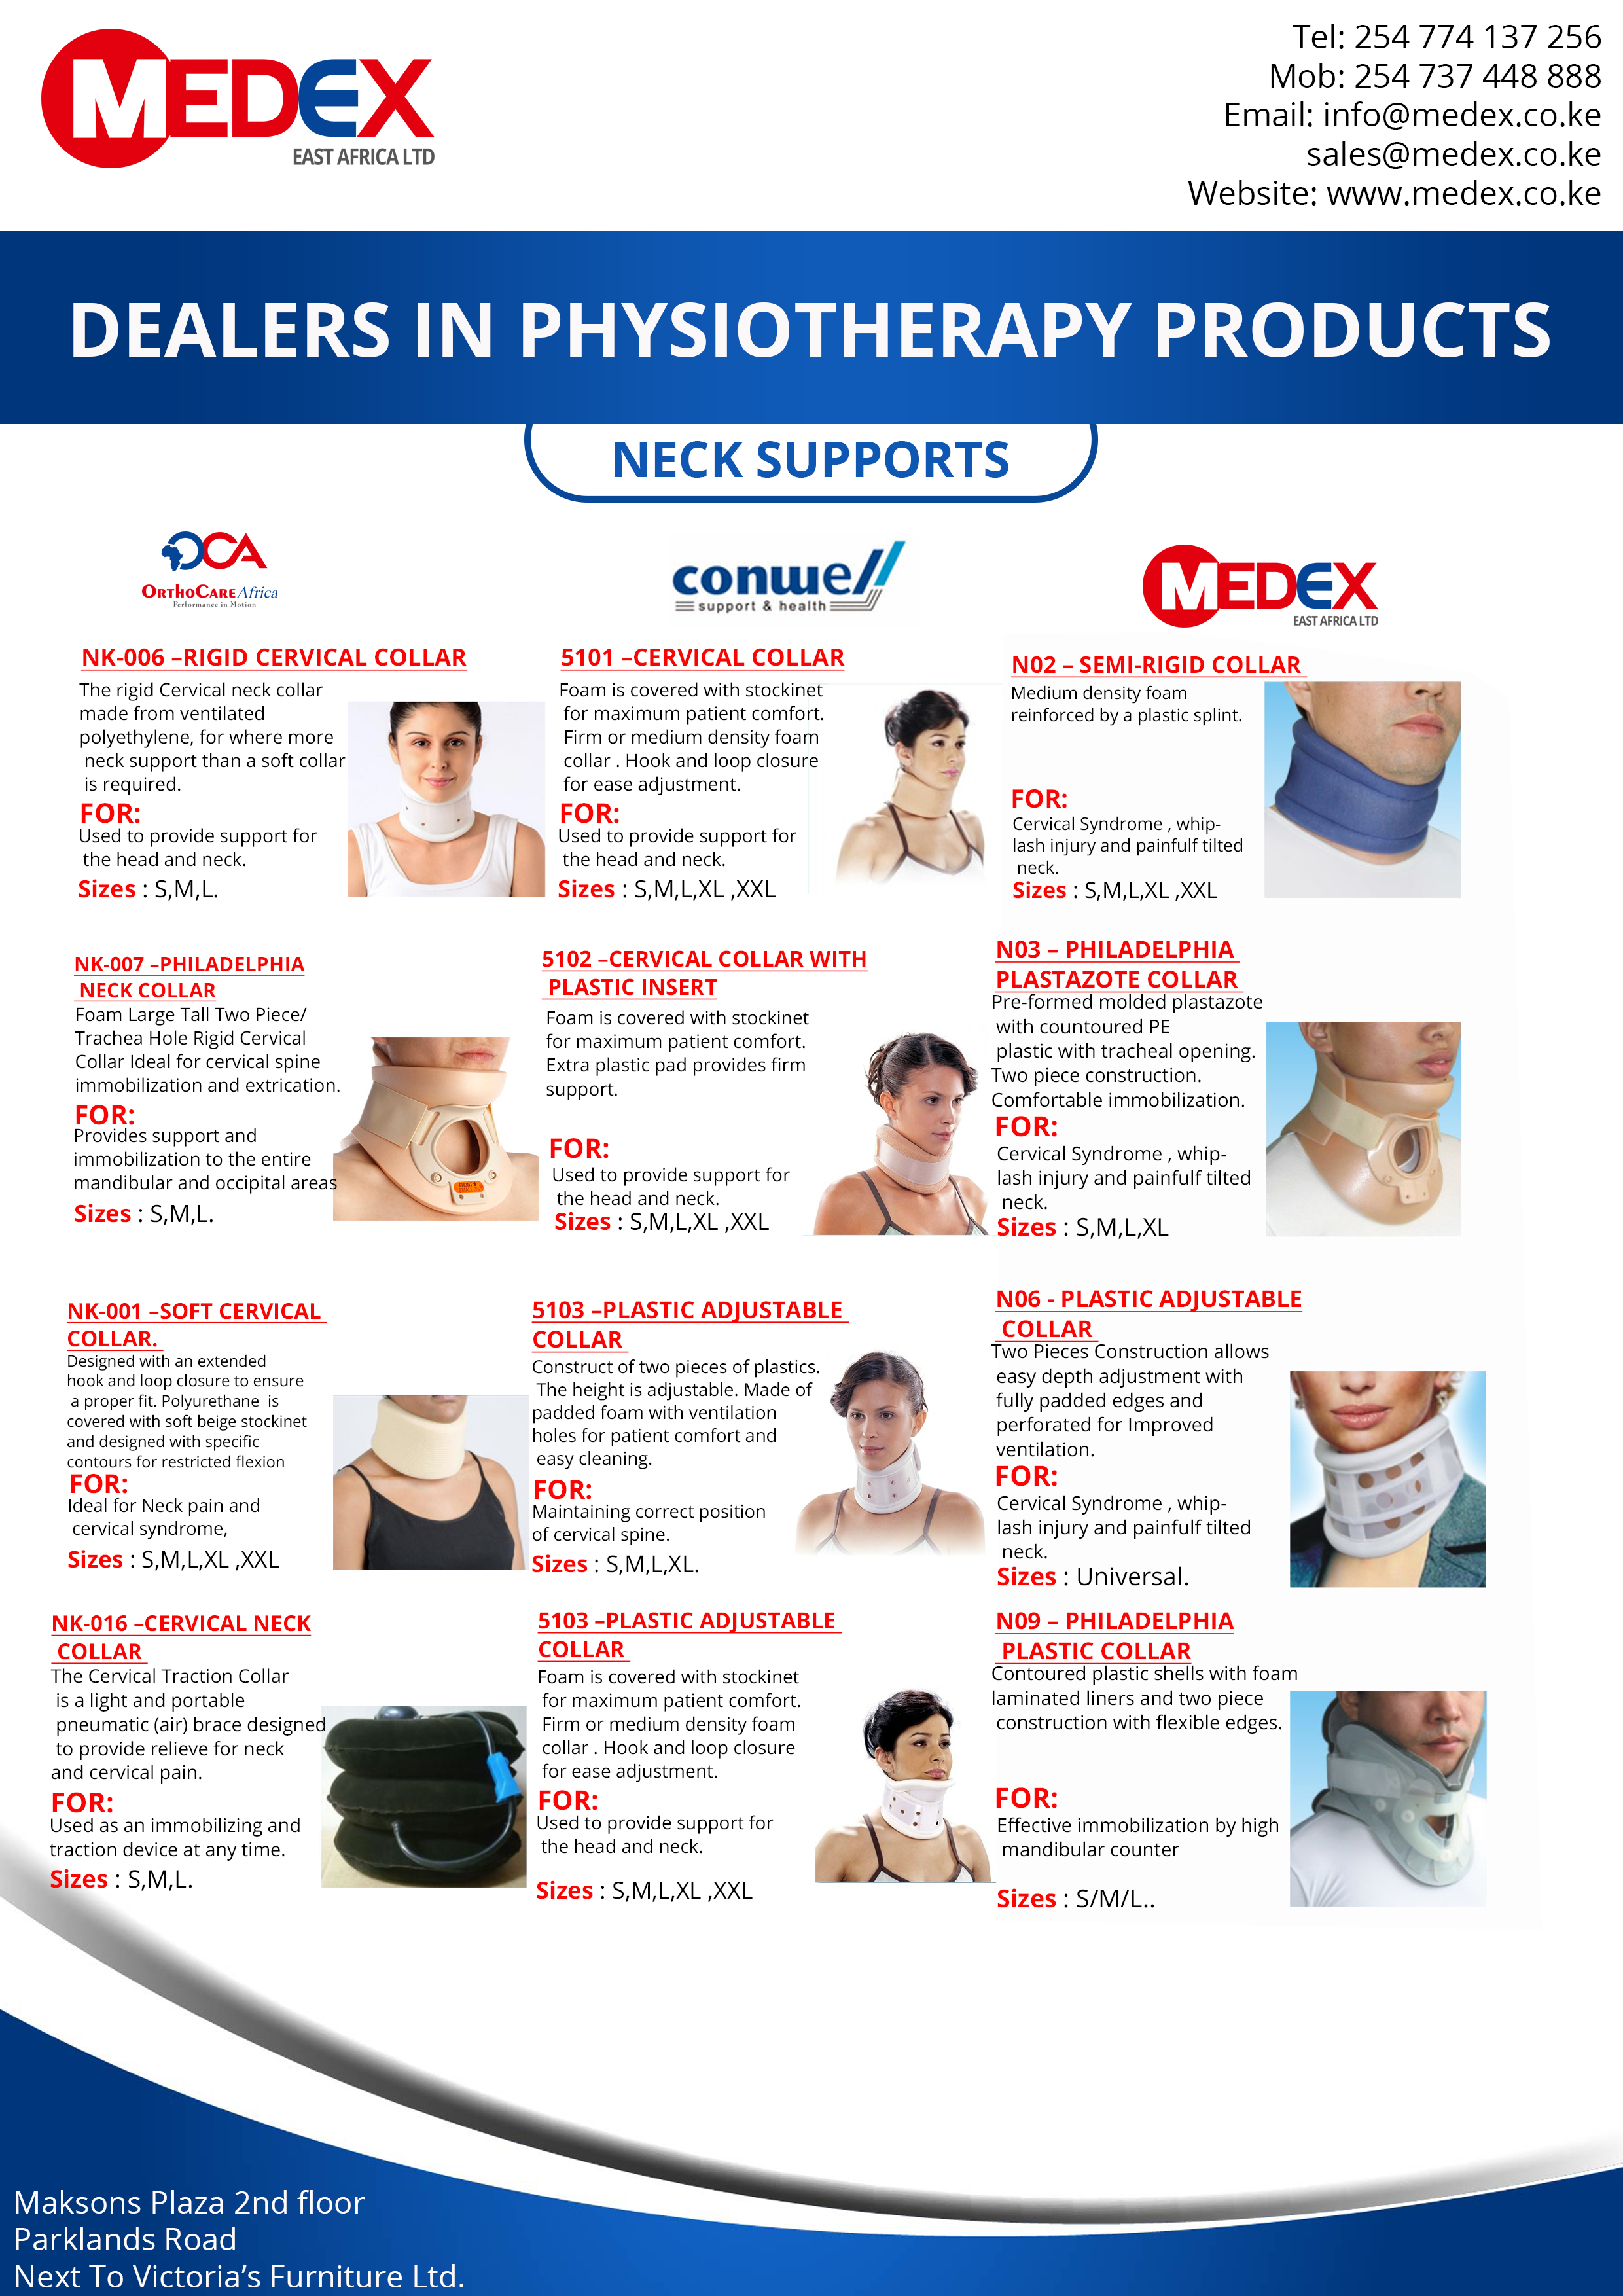 MEDEX
EAST AFRICA LTD
Tel: 254 774 137 256
Mob: 254 737 448 888
Email: info@medex.co.ke
sales@medex.co.ke
Website: www.medex.co.ke
DEALERS IN PHYSIOTHERAPY PRODUCTS
NECK SUPPORTS
OCA
ORTHOCARE Africa
Performance in Motion
NK-006 –RIGID CERVICAL COLLAR
The rigid Cervical neck collar
made from ventilated
polyethylene, for where more
neck support than a soft collar
is required.
FOR:
Used to provide support for
the head and neck.
Sizes : S,M,L.
NK-007 –PHILADELPHIA
NECK COLLAR
Foam Large Tall Two Piece/
Trachea Hole Rigid Cervical
Collar Ideal for cervical spine
immobilization and extrication.
FOR:
Provides support and
immobilization to the entire
mandibular and occipital areas
Sizes : S,M,L.
NK-001 –SOFT CERVICAL
COLLAR.
Designed with an extended
hook and loop closure to ensure
a proper fit. Polyurethane is
covered with soft beige stockinet
and designed with specific
contours for restricted flexion
FOR:
Ideal for Neck pain and
cervical syndrome,
Sizes : S,M,L,XL ,XXL
NK-016 –CERVICAL NECK
COLLAR
The Cervical Traction Collar
is a light and portable
pneumatic (air) brace designed
to provide relieve for neck
and cervical pain.
FOR:
Used as an immobilizing and
traction device at any time.
Sizes : S,M,L.
conwell
support & health
5101 –CERVICAL COLLAR
Foam is covered with stockinet
for maximum patient comfort.
Firm or medium density foam
collar . Hook and loop closure
for ease adjustment.
FOR:
Used to provide support for
the head and neck.
Sizes : S,M,L,XL ,XXL
5102 –CERVICAL COLLAR WITH
PLASTIC INSERT
Foam is covered with stockinet
for maximum patient comfort.
Extra plastic pad provides firm
support.
FOR:
Used to provide support for
the head and neck.
Sizes : S,M,L,XL ,XXL
5103 –PLASTIC ADJUSTABLE
COLLAR
Construct of two pieces of plastics.
The height is adjustable. Made of
padded foam with ventilation
holes for patient comfort and
easy cleaning.
FOR:
Maintaining correct position
of cervical spine.
Sizes : S,M,L,XL.
5103 –PLASTIC ADJUSTABLE
COLLAR
Foam is covered with stockinet
for maximum patient comfort.
Firm or medium density foam
collar . Hook and loop closure
for ease adjustment.
FOR:
Used to provide support for
the head and neck.
Sizes : S,M,L,XL ,XXL
MEDEX
EAST AFRICA LTD
N02 – SEMI-RIGID COLLAR
Medium density foam
reinforced by a plastic splint.
FOR:
Cervical Syndrome , whip-
lash injury and painfulf tilted
neck.
Sizes : S,M,L,XL ,XXL
N03 – PHILADELPHIA
PLASTAZOTE COLLAR
Pre-formed molded plastazote
with countoured PE
plastic with tracheal opening.
Two piece construction.
Comfortable immobilization.
FOR:
Cervical Syndrome , whip-
lash injury and painfulf tilted
neck.
Sizes : S,M,L,XL
N06 - PLASTIC ADJUSTABLE
COLLAR
Two Pieces Construction allows
easy depth adjustment with
fully padded edges and
perforated for Improved
ventilation.
FOR:
Cervical Syndrome , whip-
lash injury and painfulf tilted
neck.
Sizes : Universal.
N09 – PHILADELPHIA
PLASTIC COLLAR
Contoured plastic shells with foam
laminated liners and two piece
construction with flexible edges.
FOR:
Effective immobilization by high
mandibular counter
Sizes : S/M/L..
Maksons Plaza 2nd floor
Parklands Road
Next To Victoria’s Furniture Ltd.